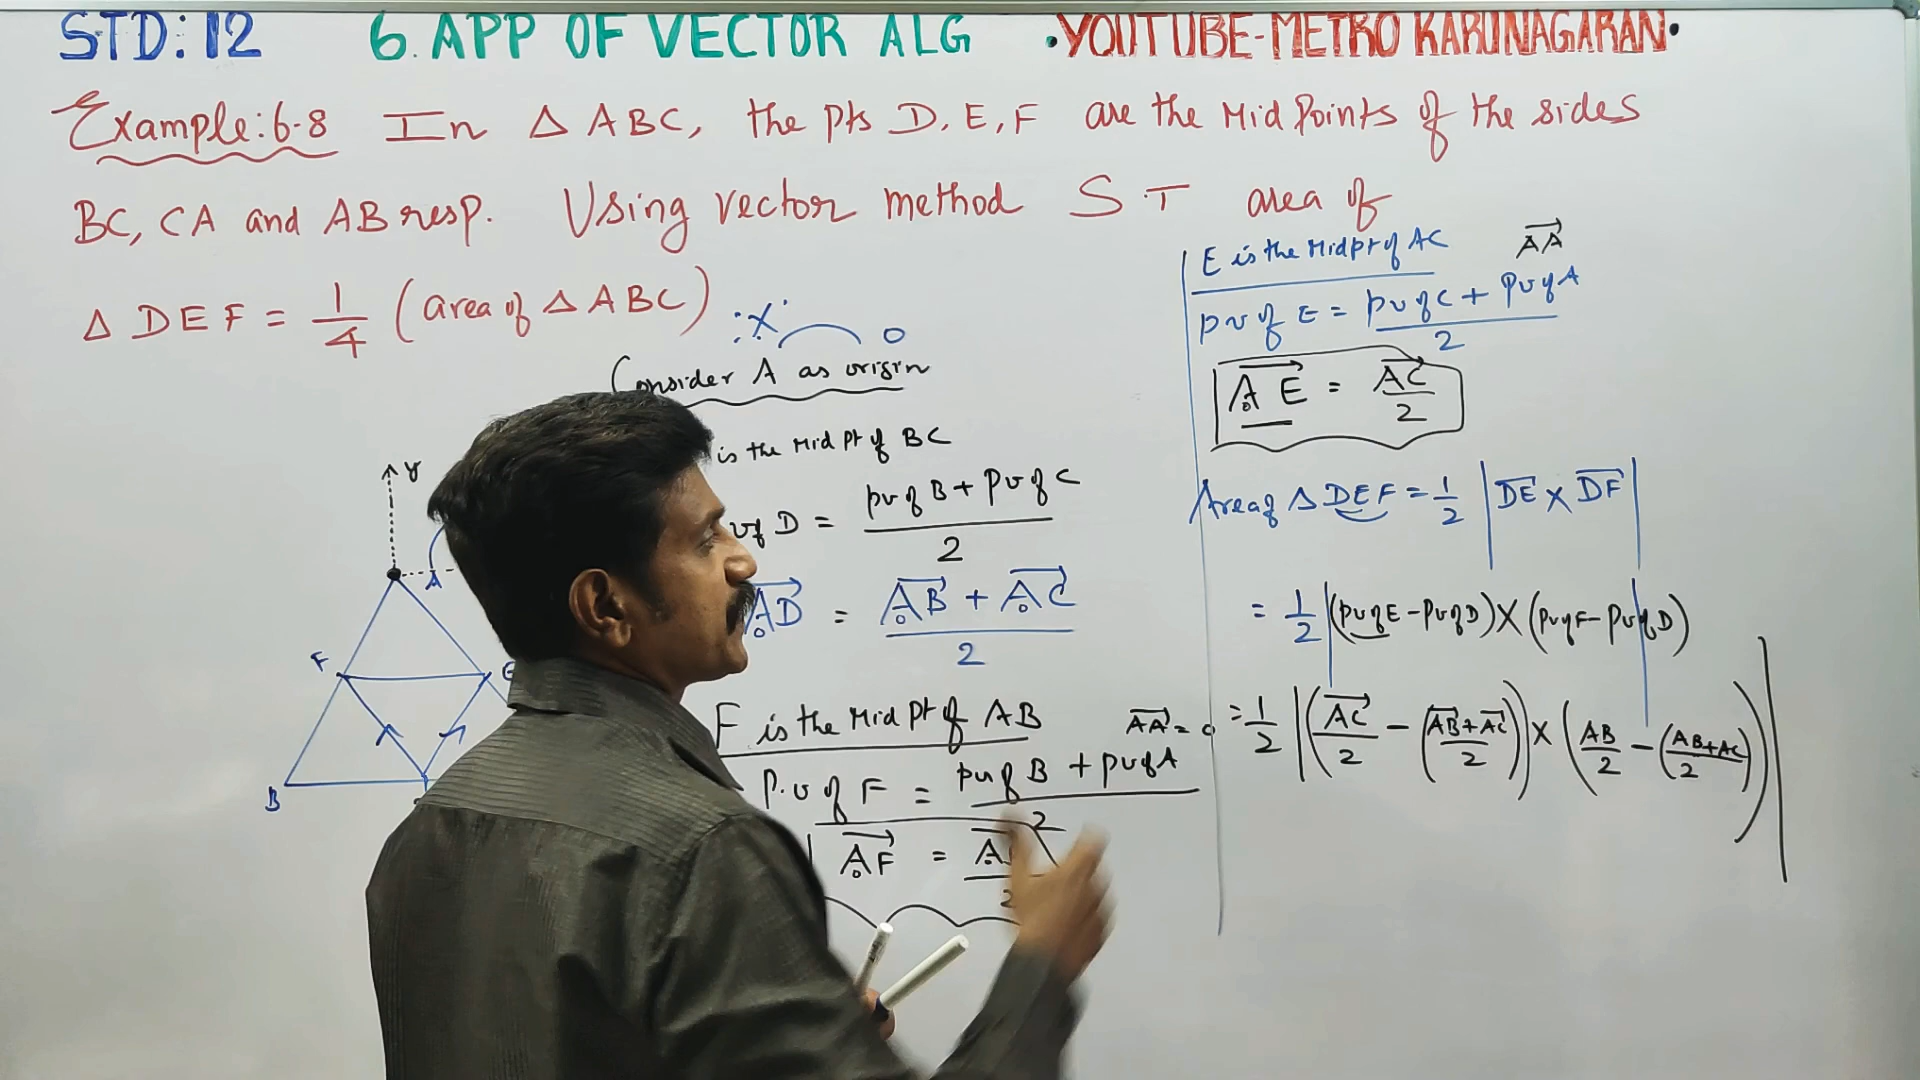 STD: 12 6. APP OF VECTOR ALG •YOUTUBE-METRO KARUNAGARAN•
Example: 6.8 In Δ ABC, the pts D, E, F are the Mid Points of the sides
BC, CA and AB resp. Using vector method S.T area of
Δ DEF = 1/4 (area of Δ ABC)
O
Consider A as origin
is the Mid Pt of BC
D = (pv of B + pv of C)/2
AD = (AB + AC)/2
F is the Mid Pt of AB
AA = 0
P.v of F = (pv of B + pv of A)/2
AF =
y
A
F
B
E is the Midpt of AC AA
pv of E = (pv of C + pv of A)/2
AE = AC/2
Area of Δ DEF = 1/2 |DE × DF|
= 1/2 |(pv of E - pv of D) × (pv of F - pv of D)|
= 1/2 |(AC/2 - (AB+AC)/2) × (AB/2 - (AB+AC)/2)|